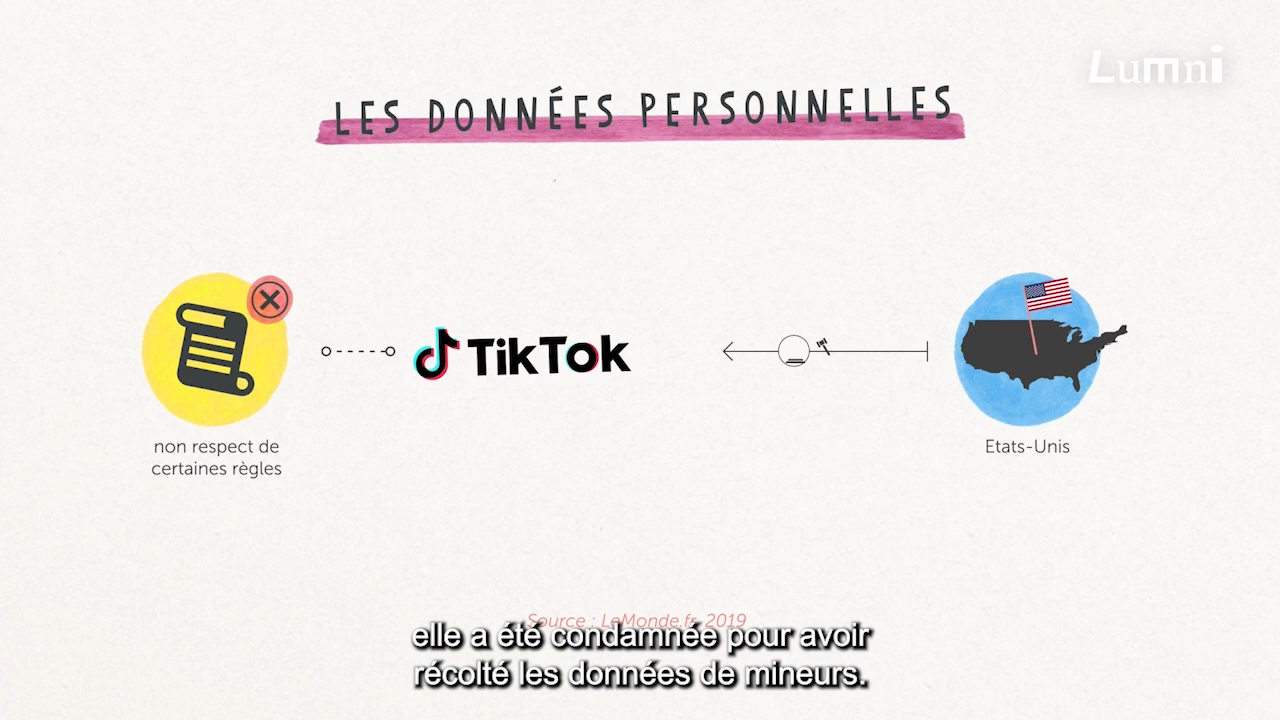 Lumni
LES DONNÉES PERSONNELLES
TikTok
non respect de
certaines règles
Etats-Unis
Source : LeMonde.fr, 2019
elle a été condamnée pour avoir
récolté les données de mineurs.